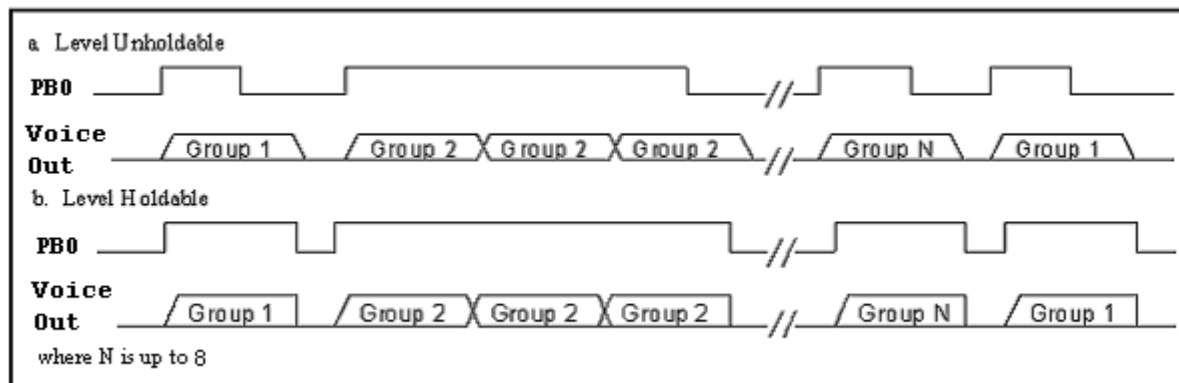 a. Level Unholdable
PB0
//
Voice
Out
Group 1 Group 2 Group 2 Group 2 // Group N Group 1
b. Level Holdable
PB0
//
Voice
Out
Group 1 Group 2 Group 2 Group 2 // Group N Group 1
where N is up to 8